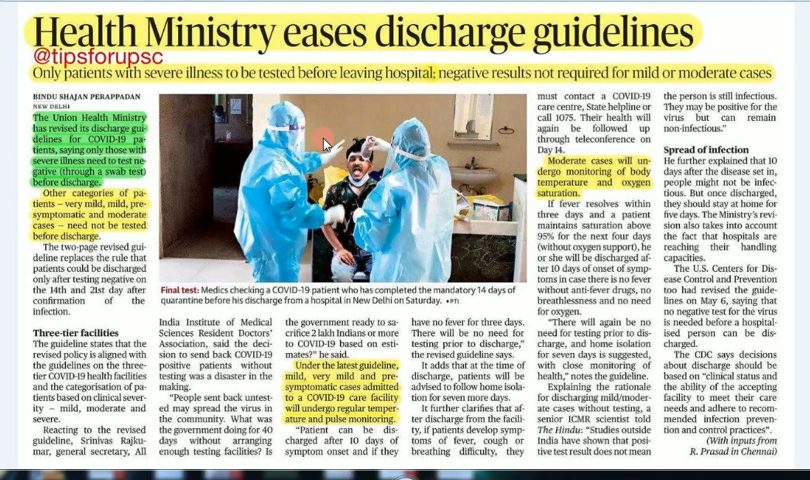 Health Ministry eases discharge guidelines
@tipsforupsc
Only patients with severe illness to be tested before leaving hospital; negative results not required for mild or moderate cases
BINDU SHAJAN PERAPPADAN
NEW DELHI
The Union Health Ministry
has revised its discharge gui-
delines for COVID-19 pa-
tients, saying only those with
severe illness need to test ne-
gative (through a swab test)
before discharge.
Other categories of pa-
tients – very mild, mild, pre-
symptomatic and moderate
cases – need not be tested
before discharge.
The two-page revised gui-
deline replaces the rule that
patients could be discharged
only after testing negative on
the 14th and 21st day after
confirmation of the
infection.
Three-tier facilities
The guideline states that the
revised policy is aligned with
the guidelines on the three-
tier COVID-19 health facilities
and the categorisation of pa-
tients based on clinical sever-
ity – mild, moderate and
severe.
Reacting to the revised
guideline, Srinivas Rajku-
mar, general secretary, All
Final test: Medics checking a COVID-19 patient who has completed the mandatory 14 days of
quarantine before his discharge from a hospital in New Delhi on Saturday. •PTI
India Institute of Medical
Sciences Resident Doctors'
Association, said the deci-
sion to send back COVID-19
positive patients without
testing was a disaster in the
making.
"People sent back untest-
ed may spread the virus in
the community. What was
the government doing for 40
days without arranging
enough testing facilities? Is
the government ready to sa-
crifice 2 lakh Indians or more
to COVID-19 based on esti-
mates?" he said.
Under the latest guideline,
mild, very mild and pre-
symptomatic cases admitted
to a COVID-19 care facility
will undergo regular temper-
ature and pulse monitoring.
"Patient can be dis-
charged after 10 days of
symptom onset and if they
have no fever for three days.
There will be no need for
testing prior to discharge,"
the revised guideline says.
It adds that at the time of
discharge, patients will be
advised to follow home isola-
tion for seven more days.
It further clarifies that af-
ter discharge from the facili-
ty, if patients develop symp-
toms of fever, cough or
breathing difficulty, they
must contact a COVID-19
care centre, State helpline or
call 1075. Their health will
again be followed up
through teleconference on
Day 14.
Moderate cases will un-
dergo monitoring of body
temperature and oxygen
saturation.
If fever resolves within
three days and a patient
maintains saturation above
95% for the next four days
(without oxygen support), he
or she will be discharged af-
ter 10 days of onset of symp-
toms in case there is no fever
without anti-fever drugs, no
breathlessness and no need
for oxygen.
"There will again be no
need for testing prior to dis-
charge, and home isolation
for seven days is suggested,
with close monitoring of
health," notes the guideline.
Explaining the rationale
for discharging mild/moder-
ate cases without testing, a
senior ICMR scientist told
The Hindu: "Studies outside
India have shown that posi-
tive test result does not mean
the person is still infectious.
They may be positive for the
virus but can remain
non-infectious."
Spread of infection
He further explained that 10
days after the disease set in,
people might not be infec-
tious. But once discharged,
they should stay at home for
five days. The Ministry's revi-
sion also takes into account
the fact that hospitals are
reaching their handling
capacities.
The U.S. Centers for Dis-
ease Control and Prevention
too had revised the guide-
lines on May 6, saying that
no negative test for the virus
is needed before a hospital-
ised person can be dis-
charged.
The CDC says decisions
about discharge should be
based on "clinical status and
the ability of the accepting
facility to meet their care
needs and adhere to recom-
mended infection preven-
tion and control practices".
(With inputs from
R. Prasad in Chennai)